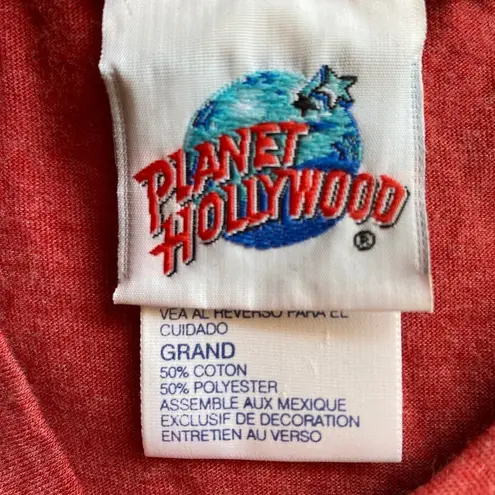 PLANET
HOLLYWOOD
®
VEA AL REVERSO PARA EL
CUIDADO
GRAND
50% COTON
50% POLYESTER
ASSEMBLE AUX MEXIQUE
EXCLUSIF DE DECORATION
ENTRETIEN AU VERSO